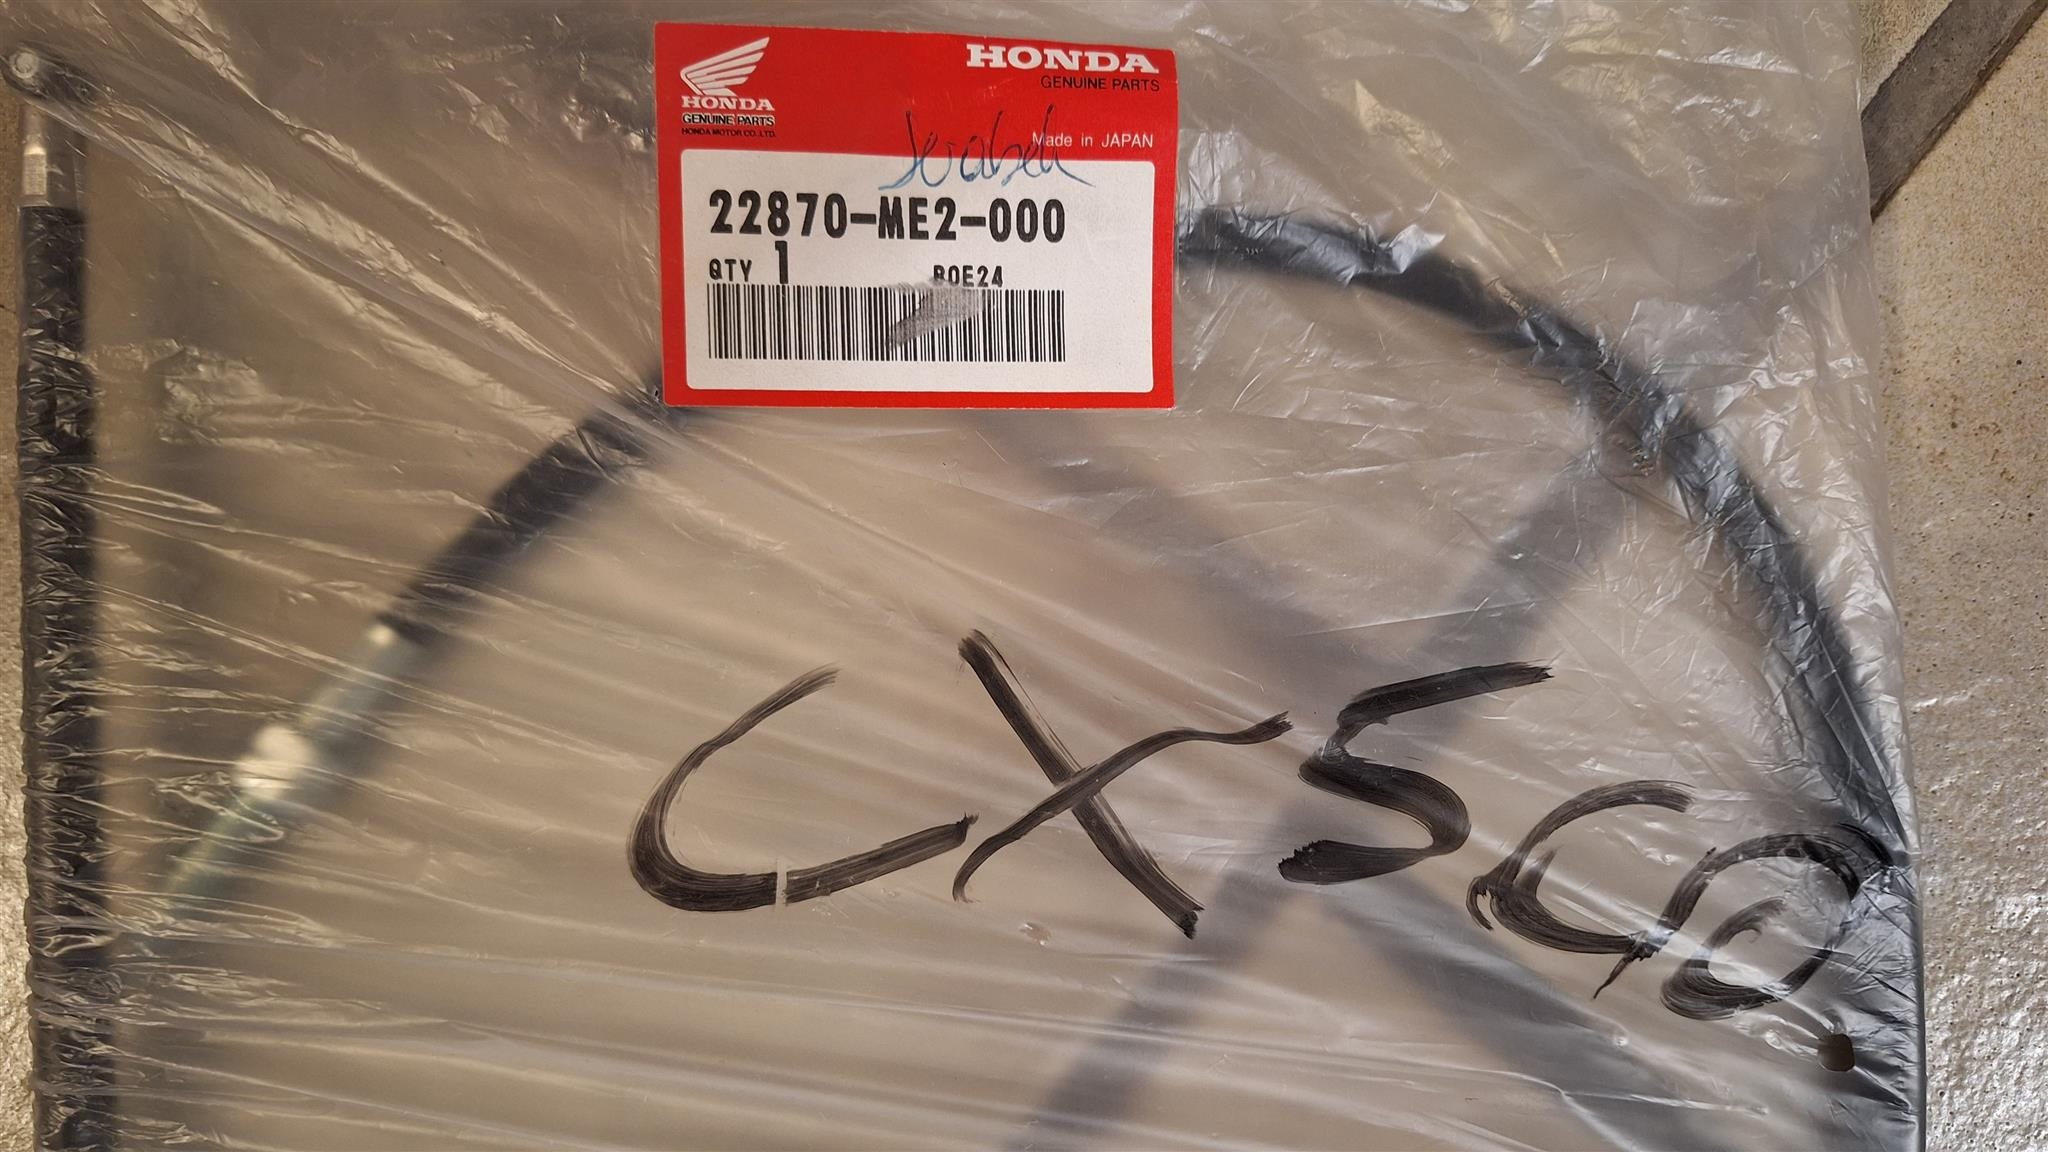 HONDA
GENUINE PARTS
HONDA
GENUINE PARTS
HONDA MOTOR CO.,LTD.
Made in JAPAN
22870-ME2-000
QTY 1
BOE24
CX500